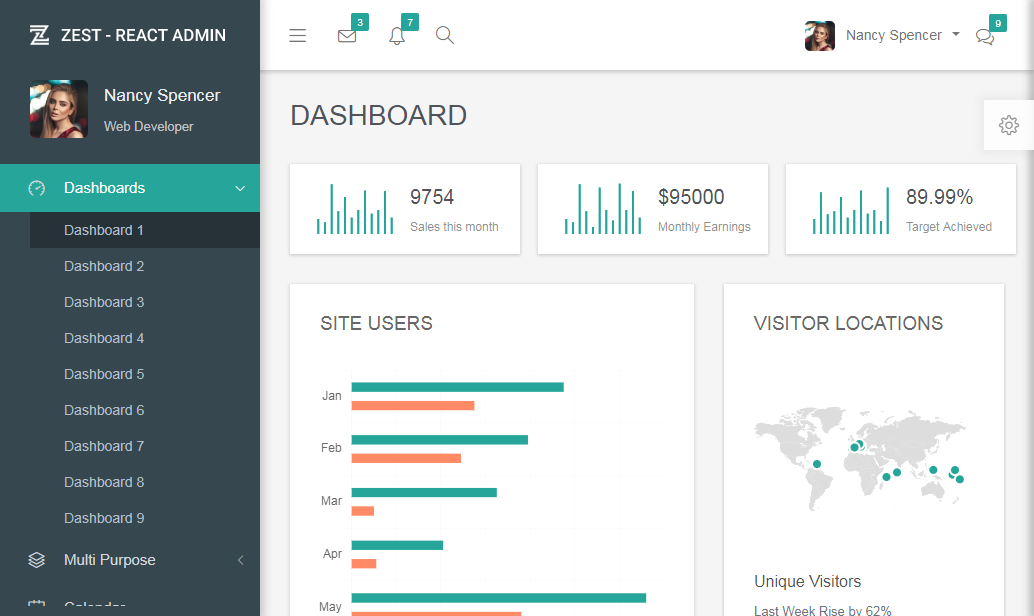 ZEST - REACT ADMIN
Nancy Spencer
Web Developer
Dashboards
Dashboard 1
Dashboard 2
Dashboard 3
Dashboard 4
Dashboard 5
Dashboard 6
Dashboard 7
Dashboard 8
Dashboard 9
Multi Purpose
Calendar
3
7
Nancy Spencer
9
DASHBOARD
9754
Sales this month
$95000
Monthly Earnings
89.99%
Target Achieved
SITE USERS
Jan
Feb
Mar
Apr
May
VISITOR LOCATIONS
Unique Visitors
Last Week Rise by 62%